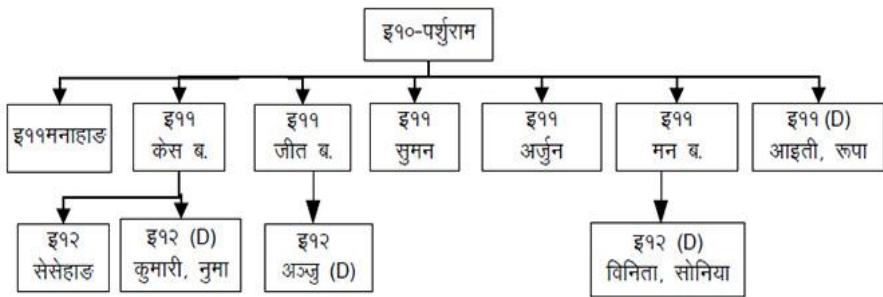 इ१०-पर्शुराम
इ११मनाहाङ
इ११
केस ब.
इ११
जीत ब.
इ११
सुमन
इ११
अर्जुन
इ११
मन ब.
इ११ (D)
आइती, रूपा
इ१२
सेसेहाङ
इ१२ (D)
कुमारी, नुमा
इ१२
अञ्जु (D)
इ१२ (D)
विनिता, सोनिया